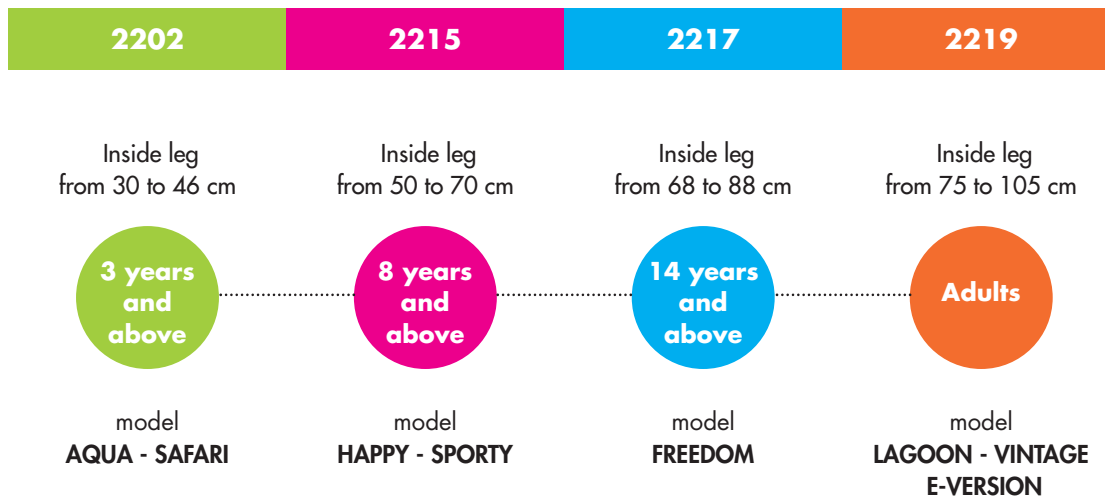 2202
2215
2217
2219
Inside leg
from 30 to 46 cm
Inside leg
from 50 to 70 cm
Inside leg
from 68 to 88 cm
Inside leg
from 75 to 105 cm
3 years
and
above
8 years
and
above
14 years
and
above
Adults
model
AQUA - SAFARI
model
HAPPY - SPORTY
model
FREEDOM
model
LAGOON - VINTAGE
E-VERSION